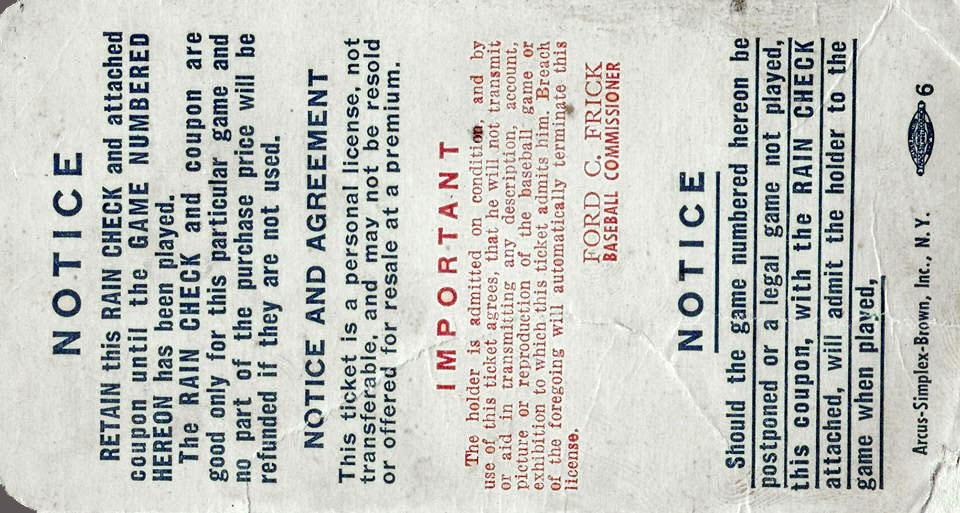 NOTICE
RETAIN this RAIN CHECK and attached
coupon until the GAME NUMBERED
HEREON has been played.
The RAIN CHECK and coupon are
good only for this particular game and
no part of the purchase price will be
refunded if they are not used.
NOTICE AND AGREEMENT
This ticket is a personal license, not
transferable, and may not be resold
or offered for resale at a premium.
IMPORTANT
The holder is admitted on condition, and by
use of this ticket agrees, that he will not transmit
or aid in transmitting any description, account,
picture or reproduction of the baseball game or
exhibition to which this ticket admits him. Breach
of the foregoing will automatically terminate this
license.
FORD C. FRICK
BASEBALL COMMISSIONER
NOTICE
Should the game numbered hereon be
postponed or a legal game not played,
this coupon, with the RAIN CHECK
attached, will admit the holder to the
game when played,
Arcus-Simplex-Brown, Inc., N. Y. 6